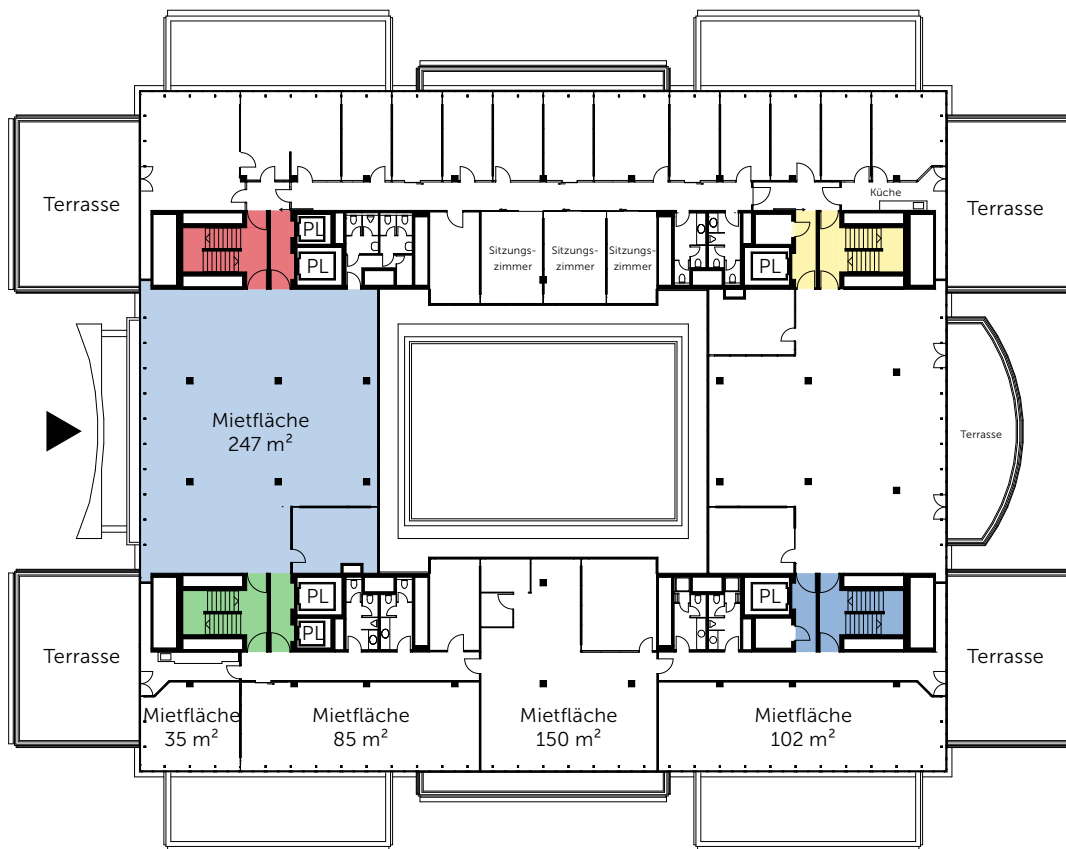 Küche
Terrasse
Terrasse
PL
PL
PL
Sitzungs-
zimmer
Sitzungs-
zimmer
Sitzungs-
zimmer
Mietfläche
247 m²
Terrasse
PL
PL
PL
Terrasse
Terrasse
Mietfläche
35 m²
Mietfläche
85 m²
Mietfläche
150 m²
Mietfläche
102 m²